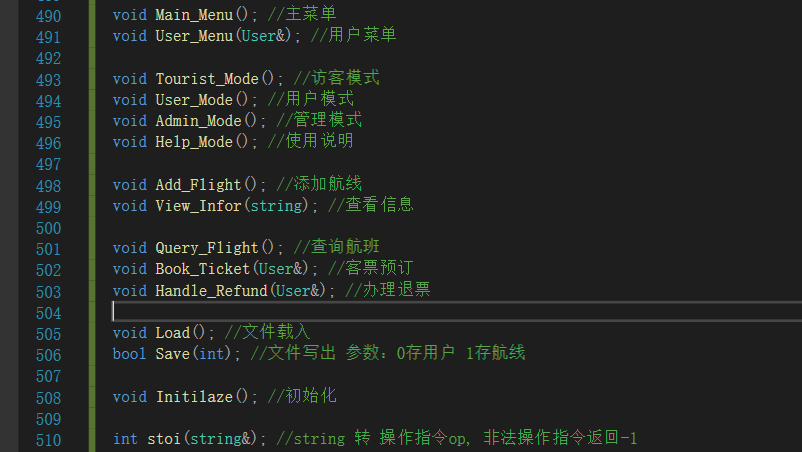 490 void Main_Menu(); //主菜单
491 void User_Menu(User&); //用户菜单
492
493 void Tourist_Mode(); //访客模式
494 void User_Mode(); //用户模式
495 void Admin_Mode(); //管理模式
496 void Help_Mode(); //使用说明
497
498 void Add_Flight(); //添加航线
499 void View_Infor(string); //查看信息
500
501 void Query_Flight(); //查询航班
502 void Book_Ticket(User&); //客票预订
503 void Handle_Refund(User&); //办理退票
504
505 void Load(); //文件载入
506 bool Save(int); //文件写出 参数: 0存用户 1存航线
507
508 void Initilaze(); //初始化
509
510 int stoi(string&); //string 转 操作指令op, 非法操作指令返回-1